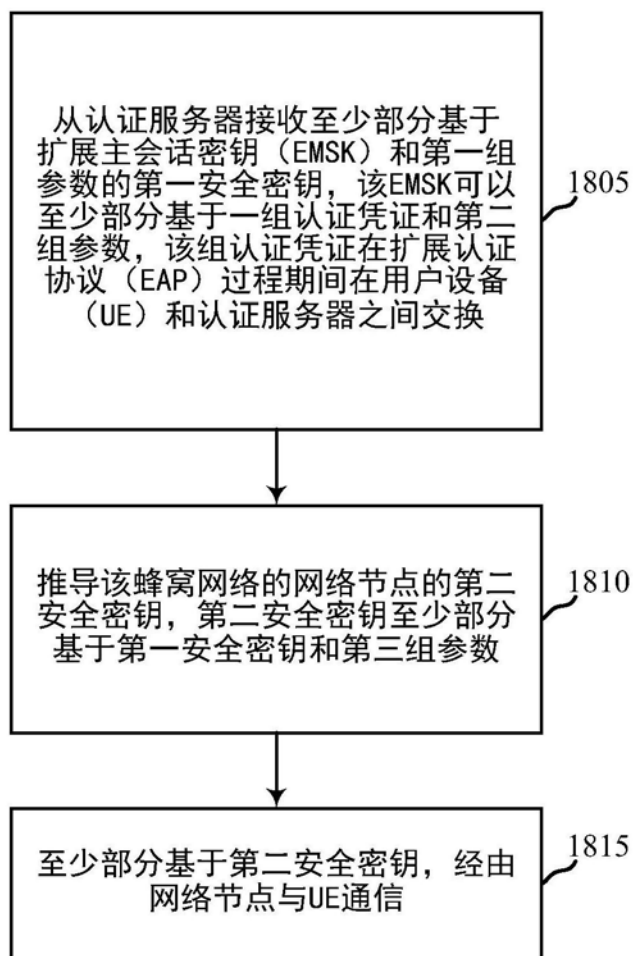 从认证服务器接收至少部分基于
扩展主会话密钥（EMSK）和第一组
参数的第一安全密钥，该EMSK可以
至少部分基于一组认证凭证和第二
组参数，该组认证凭证在扩展认证
协议（EAP）过程期间在用户设备
（UE）和认证服务器之间交换
1805
推导该蜂窝网络的网络节点的第二
安全密钥，第二安全密钥至少部分
基于第一安全密钥和第三组参数
1810
至少部分基于第二安全密钥，经由
网络节点与UE通信
1815